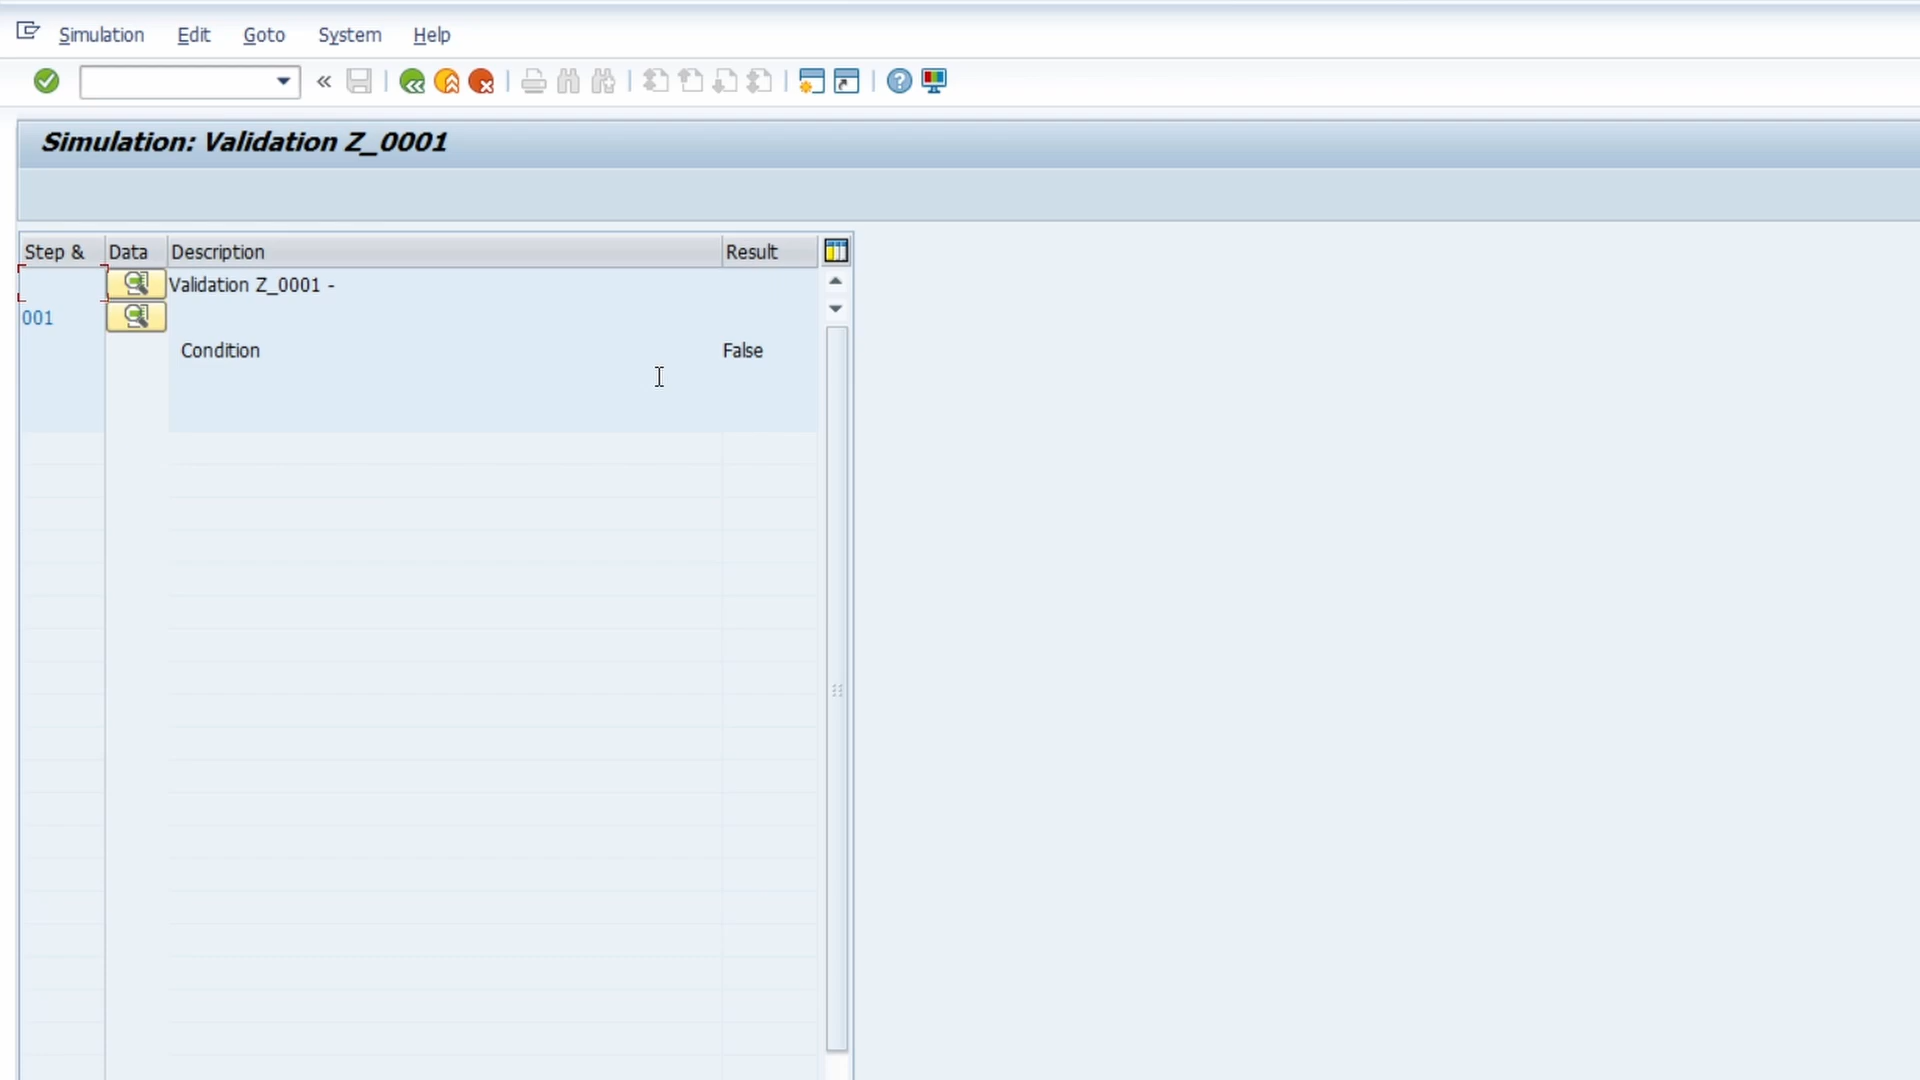 Simulation Edit Goto System Help
Simulation: Validation Z_0001
Step & Data Description Result
Validation Z_0001 -
001
Condition False